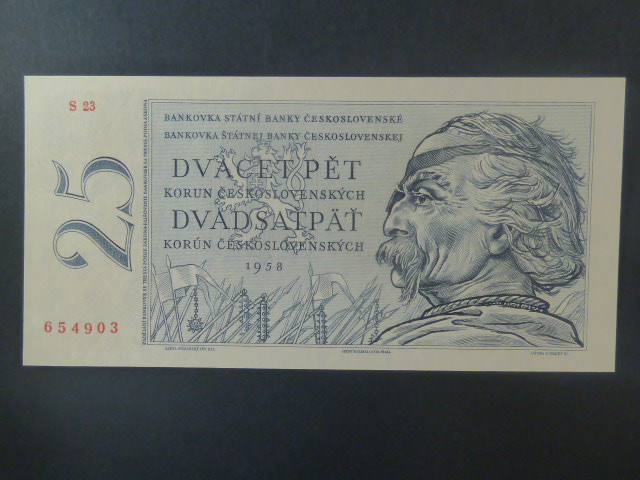 S 23
BANKOVKA STÁTNÍ BANKY ČESKOSLOVENSKÉ
BANKOVKA ŠTÁTNEJ BANKY ČESKOSLOVENSKEJ
DVACET PĚT
KORUN ČESKOSLOVENSKÝCH
DVADSAŤPÄŤ
KORÚN ČESKOSLOVENSKÝCH
1958
25
654903